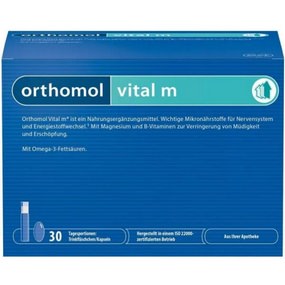 orthomol vital m
Orthomol Vital m® ist ein Nahrungsergänzungsmittel. Wichtige Mikronährstoffe für Nervensystem
und Energiestoffwechsel.¹ Mit Magnesium und B-Vitaminen zur Verringerung von Müdigkeit
und Erschöpfung.
Mit Omega-3-Fettsäuren.
30 Tagesportionen: Hergestellt in einem ISO 22000- Aus Ihrer Apotheke
Trinkfläschchen/Kapseln zertifizierten Betrieb